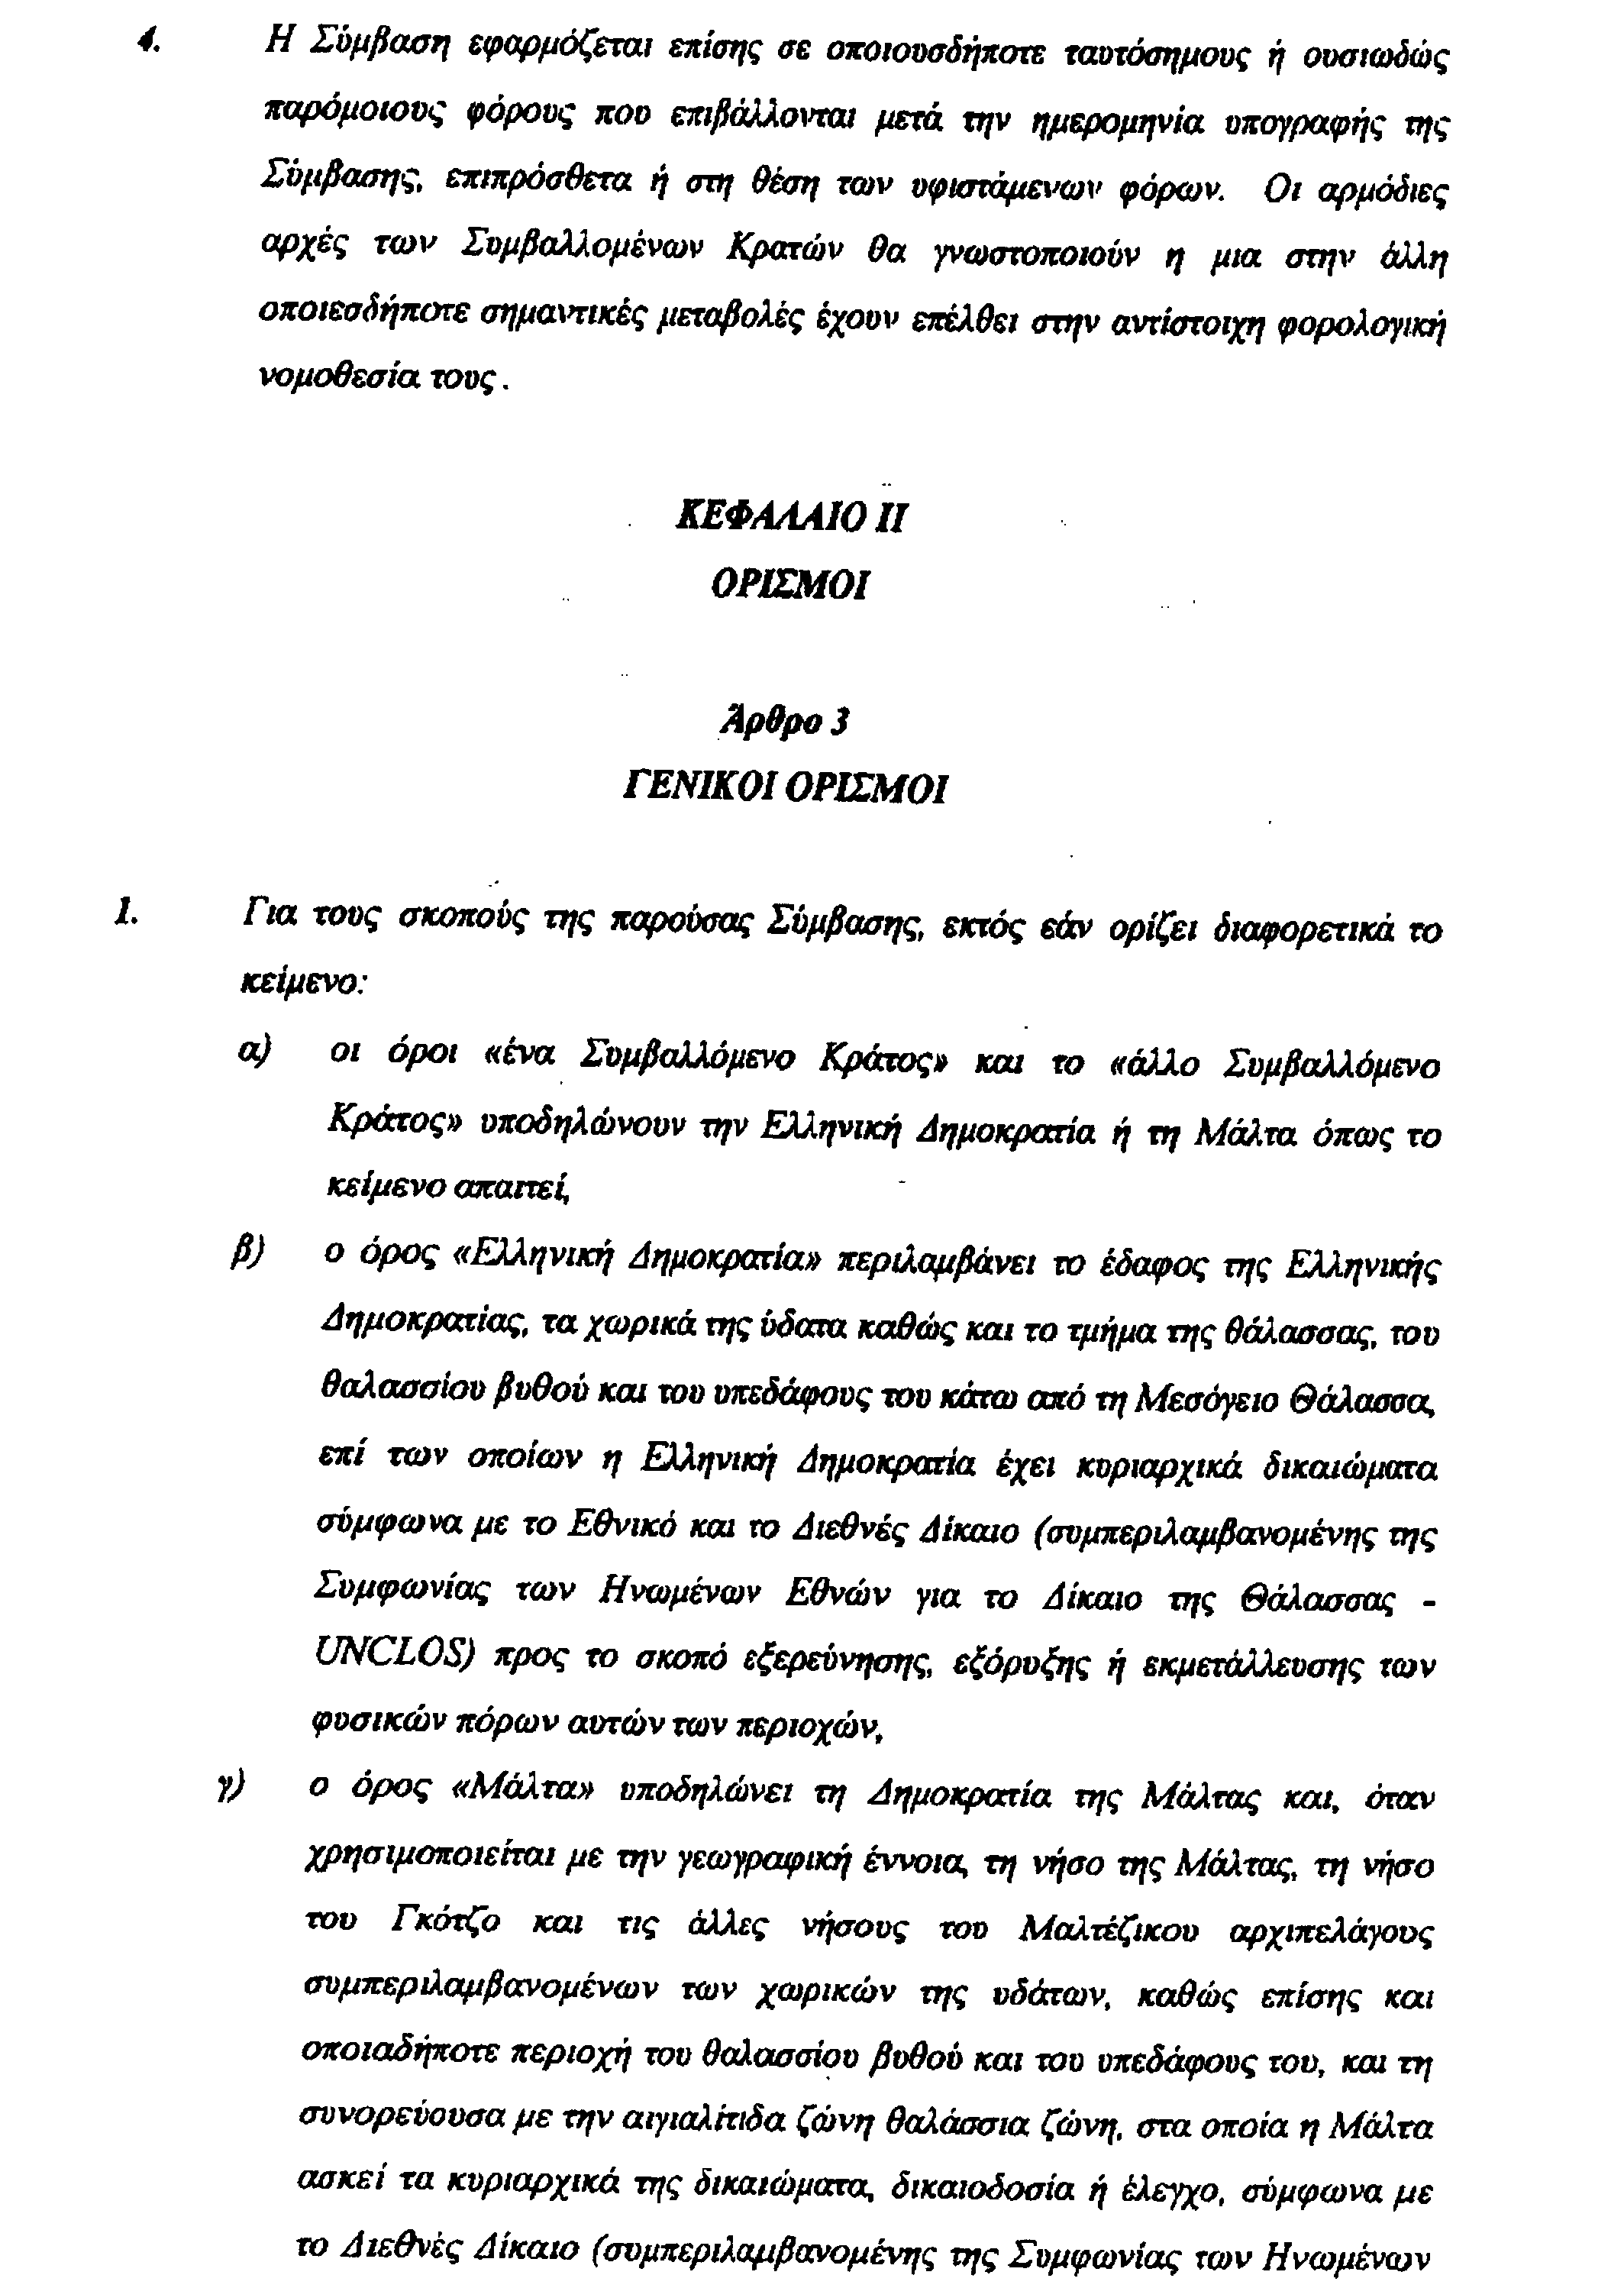 4. Η Σύμβαση εφαρμόζεται επίσης σε οποιουσδήποτε ταυτόσημους ή ουσιωδώς
παρόμοιους φόρους που επιβάλλονται μετά την ημερομηνία υπογραφής της
Σύμβασης, επιπρόσθετα ή στη θέση των υφιστάμενων φόρων. Οι αρμόδιες
αρχές των Συμβαλλομένων Κρατών θα γνωστοποιούν η μια στην άλλη
οποιεσδήποτε σημαντικές μεταβολές έχουν επέλθει στην αντίστοιχη φορολογική
νομοθεσία τους.
ΚΕΦΑΛΑΙΟ ΙΙ
ΟΡΙΣΜΟΙ
Άρθρο 3
ΓΕΝΙΚΟΙ ΟΡΙΣΜΟΙ
1. Για τους σκοπούς της παρούσας Σύμβασης, εκτός εάν ορίζει διαφορετικά το
κείμενο:
α) οι όροι «ένα Συμβαλλόμενο Κράτος» και το «άλλο Συμβαλλόμενο
Κράτος» υποδηλώνουν την Ελληνική Δημοκρατία ή τη Μάλτα όπως το
κείμενο απαιτεί,
β) ο όρος «Ελληνική Δημοκρατία» περιλαμβάνει το έδαφος της Ελληνικής
Δημοκρατίας, τα χωρικά της ύδατα καθώς και το τμήμα της θάλασσας, του
θαλασσίου βυθού και του υπεδάφους του κάτω από τη Μεσόγειο Θάλασσα,
επί των οποίων η Ελληνική Δημοκρατία έχει κυριαρχικά δικαιώματα
σύμφωνα με το Εθνικό και το Διεθνές Δίκαιο (συμπεριλαμβανομένης της
Συμφωνίας των Ηνωμένων Εθνών για το Δίκαιο της Θάλασσας -
UNCLOS) προς το σκοπό εξερεύνησης, εξόρυξης ή εκμετάλλευσης των
φυσικών πόρων αυτών των περιοχών,
γ) ο όρος «Μάλτα» υποδηλώνει τη Δημοκρατία της Μάλτας και, όταν
χρησιμοποιείται με την γεωγραφική έννοια, τη νήσο της Μάλτας, τη νήσο
του Γκότζο και τις άλλες νήσους του Μαλτέζικου αρχιπελάγους
συμπεριλαμβανομένων των χωρικών της υδάτων, καθώς επίσης και
οποιαδήποτε περιοχή του θαλασσίου βυθού και του υπεδάφους του, και τη
συνορεύουσα με την αιγιαλίτιδα ζώνη θαλάσσια ζώνη, στα οποία η Μάλτα
ασκεί τα κυριαρχικά της δικαιώματα, δικαιοδοσία ή έλεγχο, σύμφωνα με
το Διεθνές Δίκαιο (συμπεριλαμβανομένης της Συμφωνίας των Ηνωμένων